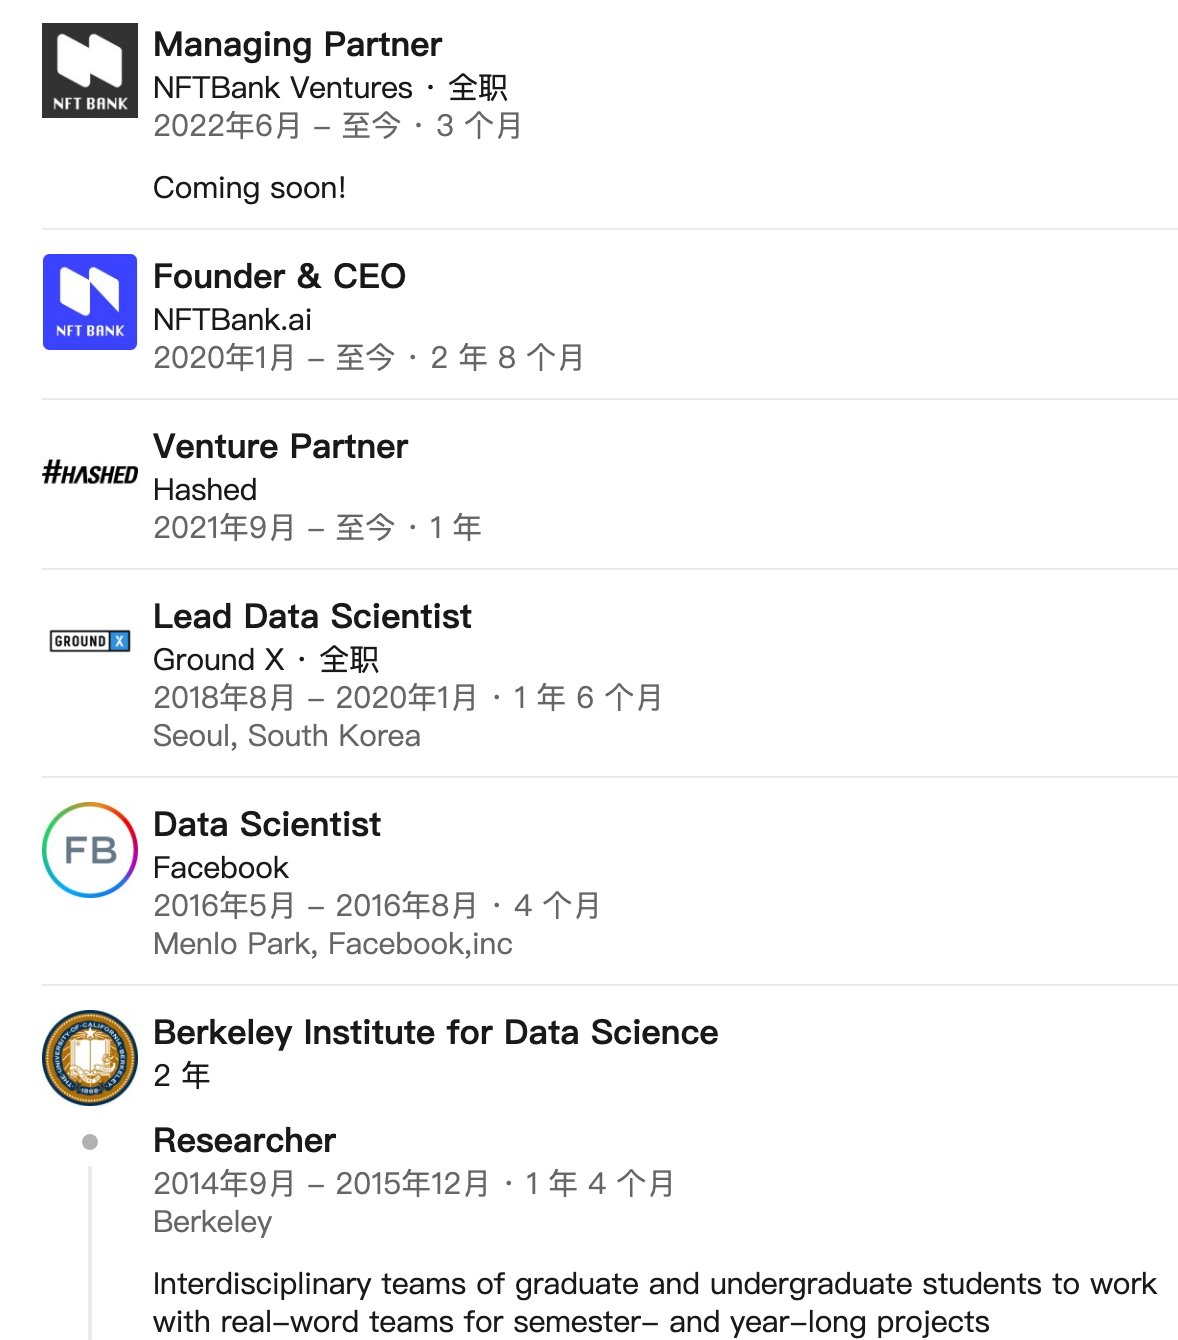 NFT BANK
Managing Partner
NFTBank Ventures · 全职
2022年6月 – 至今 · 3 个月
Coming soon!
NFT BANK
Founder & CEO
NFTBank.ai
2020年1月 – 至今 · 2 年 8 个月
#HASHED
Venture Partner
Hashed
2021年9月 – 至今 · 1 年
GROUND X
Lead Data Scientist
Ground X · 全职
2018年8月 – 2020年1月 · 1 年 6 个月
Seoul, South Korea
FB
Data Scientist
Facebook
2016年5月 – 2016年8月 · 4 个月
Menlo Park, Facebook,inc
THE UNIVERSITY OF CALIFORNIA BERKELEY
1868
Berkeley Institute for Data Science
2 年
Researcher
2014年9月 – 2015年12月 · 1 年 4 个月
Berkeley
Interdisciplinary teams of graduate and undergraduate students to work
with real–word teams for semester– and year–long projects